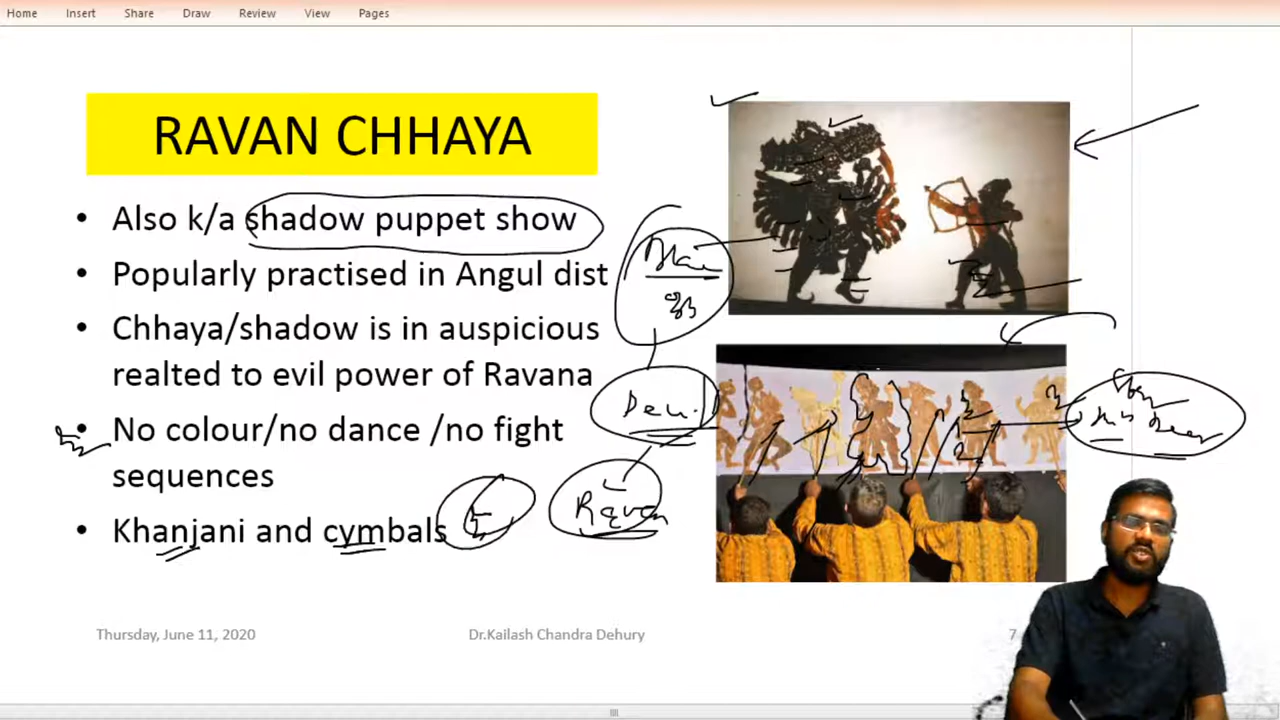 Home Insert Share Draw Review View Pages
RAVAN CHHAYA
• Also k/a shadow puppet show
• Popularly practised in Angul dist
• Chhaya/shadow is in auspicious
realted to evil power of Ravana
• No colour/no dance /no fight
sequences
• Khanjani and cymbals
Ravan
Thursday, June 11, 2020 Dr.Kailash Chandra Dehury 7